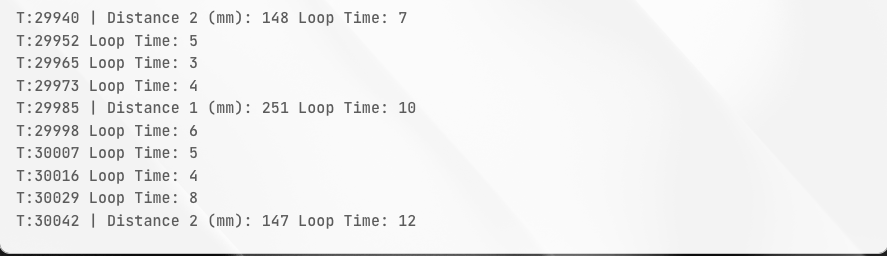 T:29940 | Distance 2 (mm): 148 Loop Time: 7
T:29952 Loop Time: 5
T:29965 Loop Time: 3
T:29973 Loop Time: 4
T:29985 | Distance 1 (mm): 251 Loop Time: 10
T:29998 Loop Time: 6
T:30007 Loop Time: 5
T:30016 Loop Time: 4
T:30029 Loop Time: 8
T:30042 | Distance 2 (mm): 147 Loop Time: 12